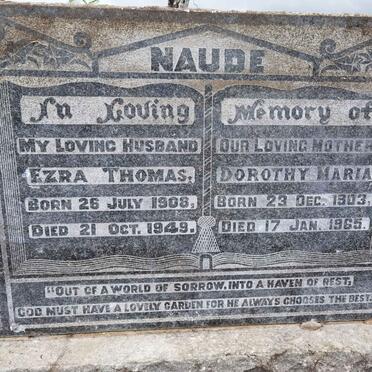 NAUDE
In Loving Memory of
MY LOVING HUSBAND
EZRA THOMAS,
BORN 26 JULY 1908,
DIED 21 OCT. 1949.
OUR LOVING MOTHER
DOROTHY MARIA
BORN 23 DEC. 1903,
DIED 17 JAN. 1965.
"OUT OF A WORLD OF SORROW, INTO A HAVEN OF REST,
GOD MUST HAVE A LOVELY GARDEN FOR HE ALWAYS CHOOSES THE BEST.